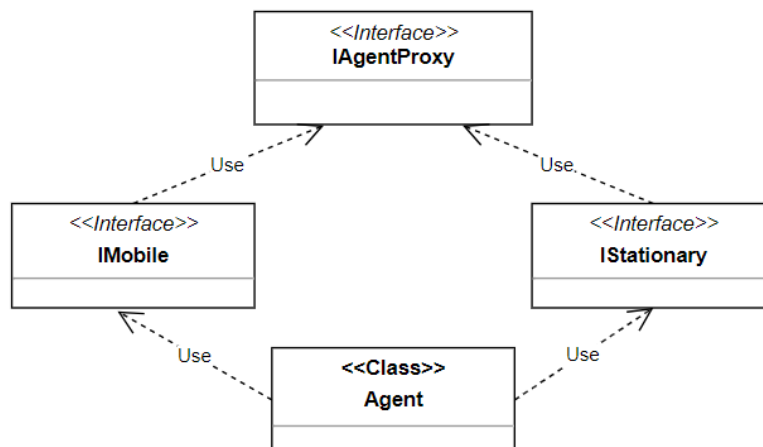 <<Interface>>
IAgentProxy
Use
Use
<<Interface>>
IMobile
<<Interface>>
IStationary
Use
Use
<<Class>>
Agent